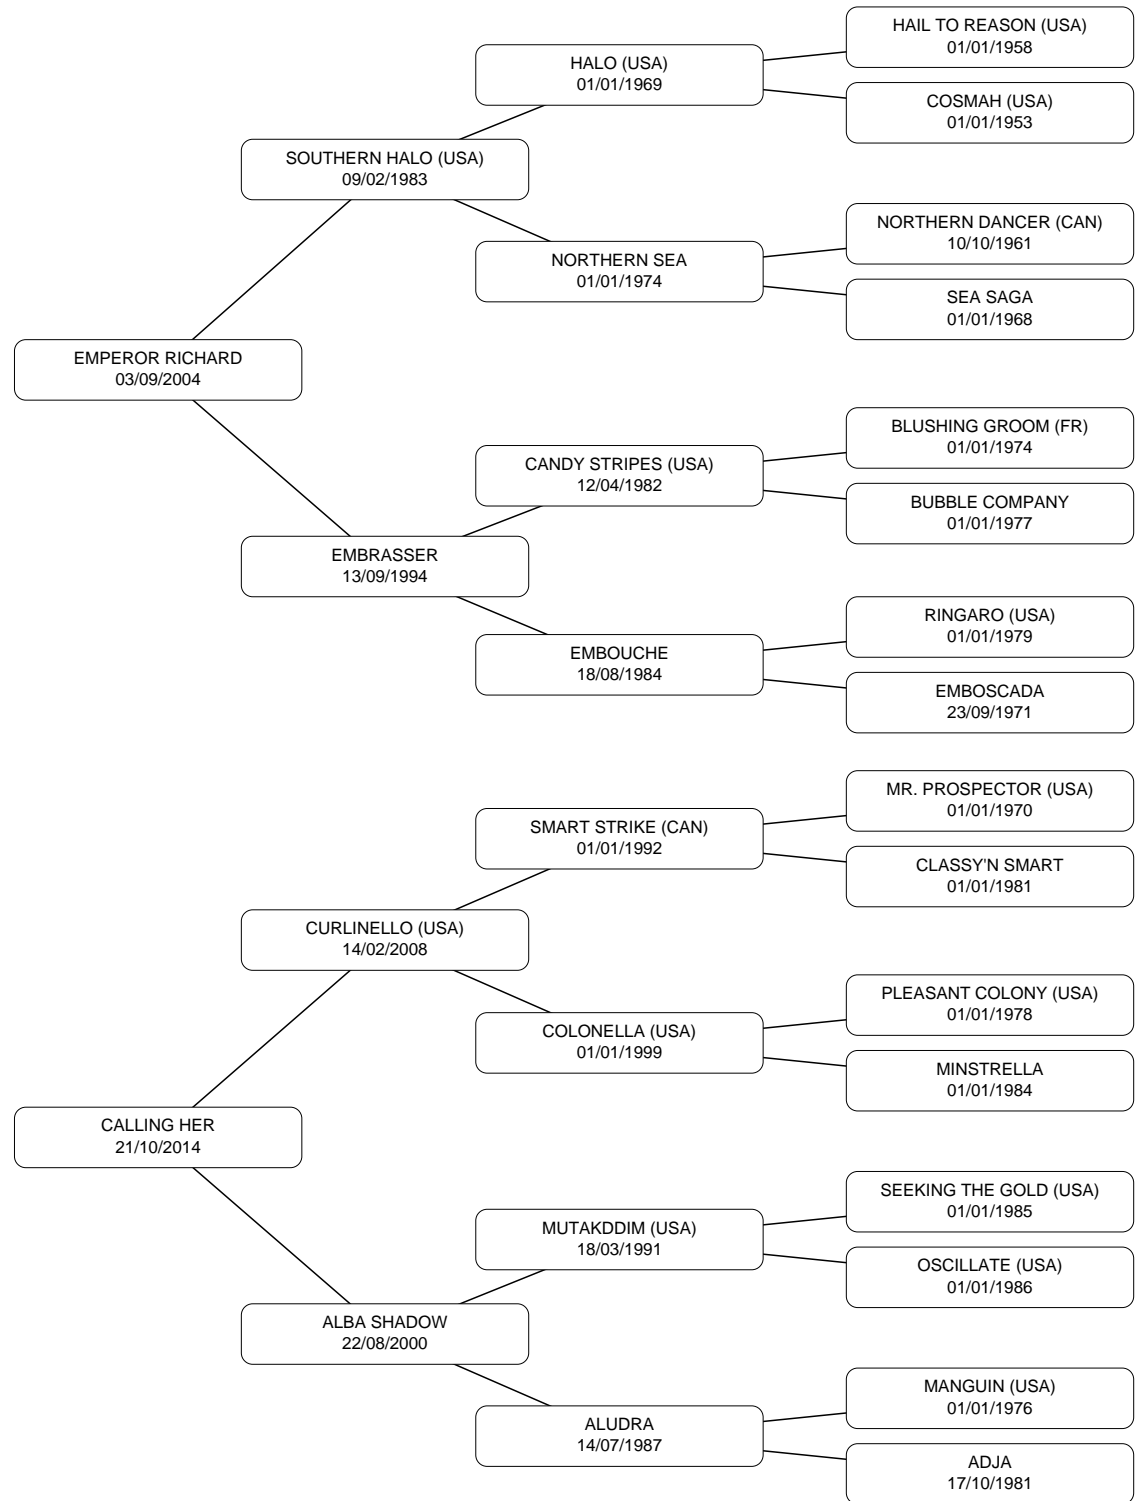 HAIL TO REASON (USA)
01/01/1958
HALO (USA)
01/01/1969
COSMAH (USA)
01/01/1953
SOUTHERN HALO (USA)
09/02/1983
NORTHERN DANCER (CAN)
10/10/1961
NORTHERN SEA
01/01/1974
SEA SAGA
01/01/1968
EMPEROR RICHARD
03/09/2004
BLUSHING GROOM (FR)
01/01/1974
CANDY STRIPES (USA)
12/04/1982
BUBBLE COMPANY
01/01/1977
EMBRASSER
13/09/1994
RINGARO (USA)
01/01/1979
EMBOUCHE
18/08/1984
EMBOSCADA
23/09/1971
MR. PROSPECTOR (USA)
01/01/1970
SMART STRIKE (CAN)
01/01/1992
CLASSY'N SMART
01/01/1981
CURLINELLO (USA)
14/02/2008
PLEASANT COLONY (USA)
01/01/1978
COLONELLA (USA)
01/01/1999
MINSTRELLA
01/01/1984
CALLING HER
21/10/2014
SEEKING THE GOLD (USA)
01/01/1985
MUTAKDDIM (USA)
18/03/1991
OSCILLATE (USA)
01/01/1986
ALBA SHADOW
22/08/2000
MANGUIN (USA)
01/01/1976
ALUDRA
14/07/1987
ADJA
17/10/1981